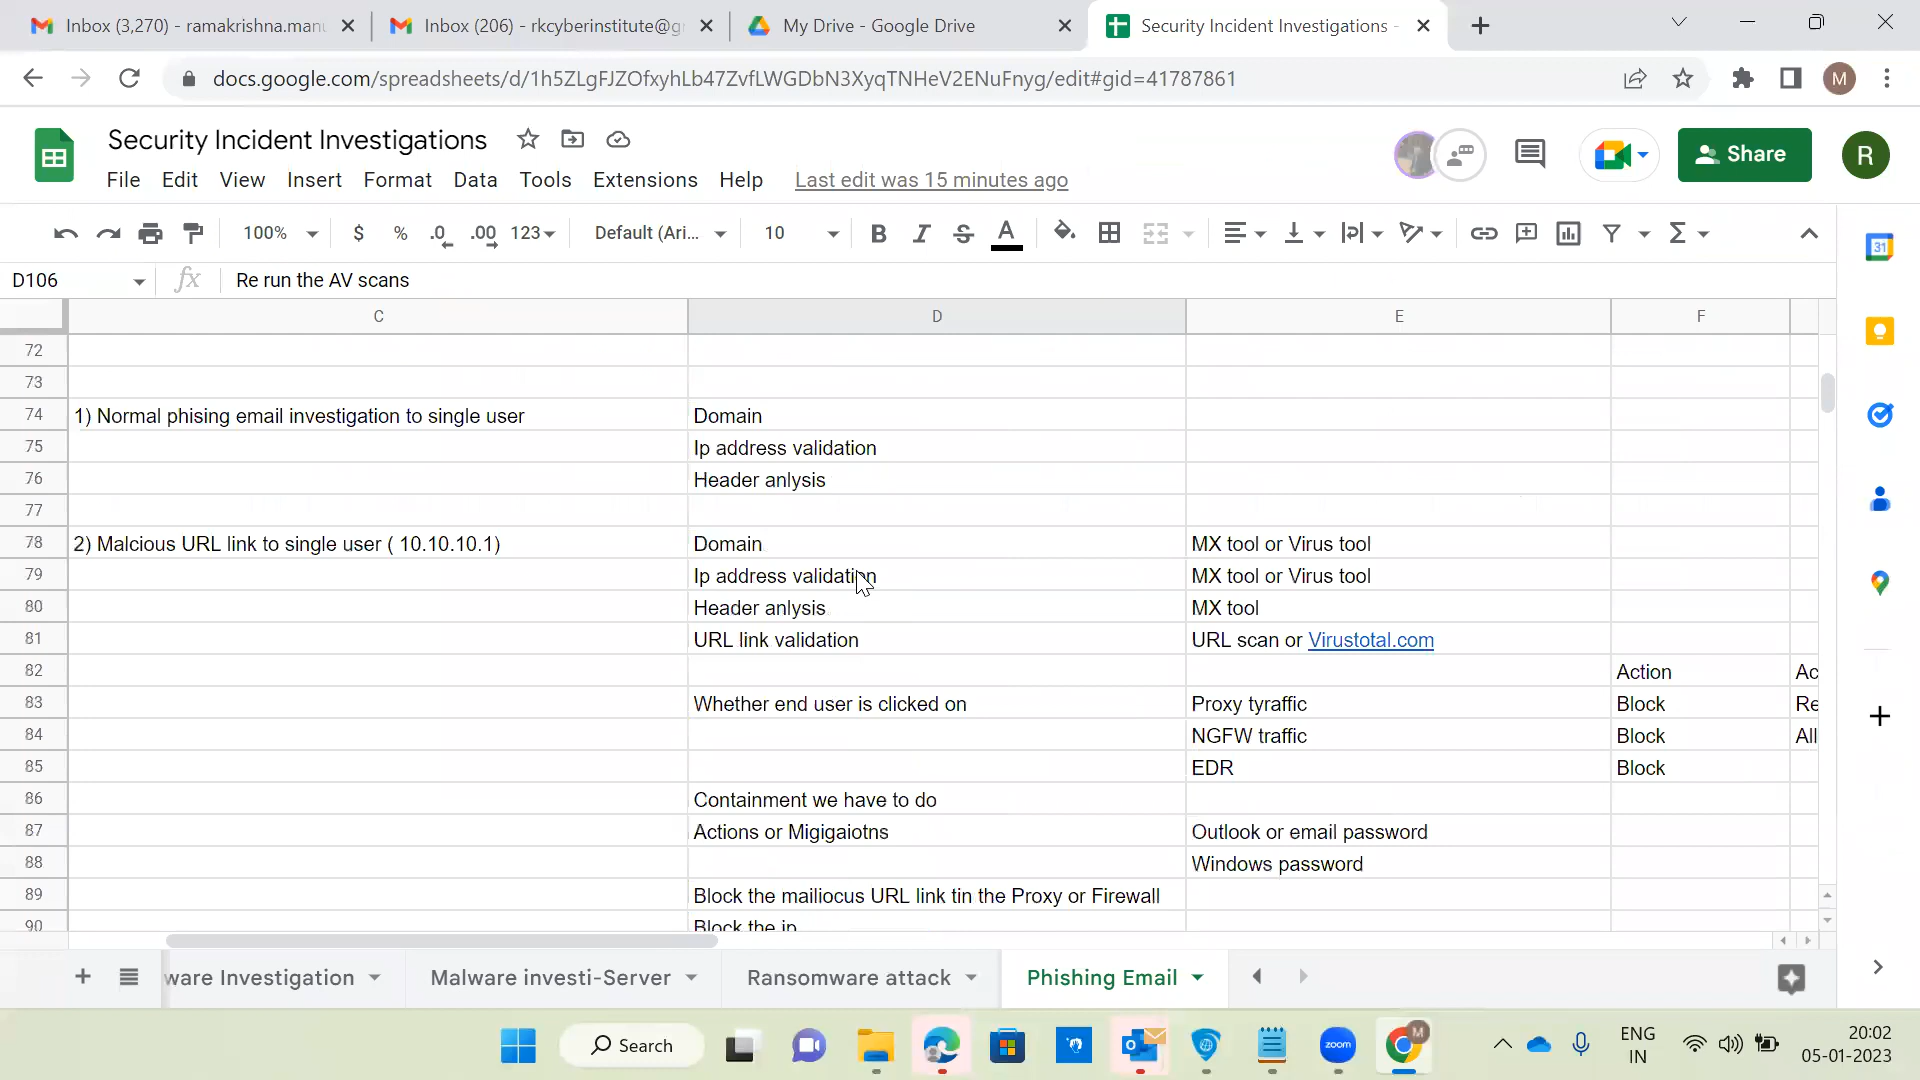 Inbox (3,270) - ramakrishna.manu
Inbox (206) - rkcyberinstitute@g
My Drive - Google Drive
Security Incident Investigations -
docs.google.com/spreadsheets/d/1h5ZLgFJZOfxyhLb47ZvfLWGDbN3XyqTNHeV2ENuFnyg/edit#gid=41787861
M
Security Incident Investigations
Share
R
File Edit View Insert Format Data Tools Extensions Help Last edit was 15 minutes ago
100% $ % .0 .00 123 Default (Ari... 10 B I S A
31
D106 fx Re run the AV scans
C D E F
72
73
74 1) Normal phising email investigation to single user Domain
75 Ip address validation
76 Header anlysis
77
78 2) Malcious URL link to single user ( 10.10.10.1) Domain MX tool or Virus tool
79 Ip address validation MX tool or Virus tool
80 Header anlysis MX tool
81 URL link validation URL scan or Virustotal.com
82 Action Ac
83 Whether end user is clicked on Proxy tyraffic Block Re
84 NGFW traffic Block All
85 EDR Block
86 Containment we have to do
87 Actions or Migigaiotns Outlook or email password
88 Windows password
89 Block the mailiocus URL link tin the Proxy or Firewall
90 Block the ip
ware Investigation Malware investi-Server Ransomware attack Phishing Email
Search
zoom
M
ENG
IN
20:02
05-01-2023